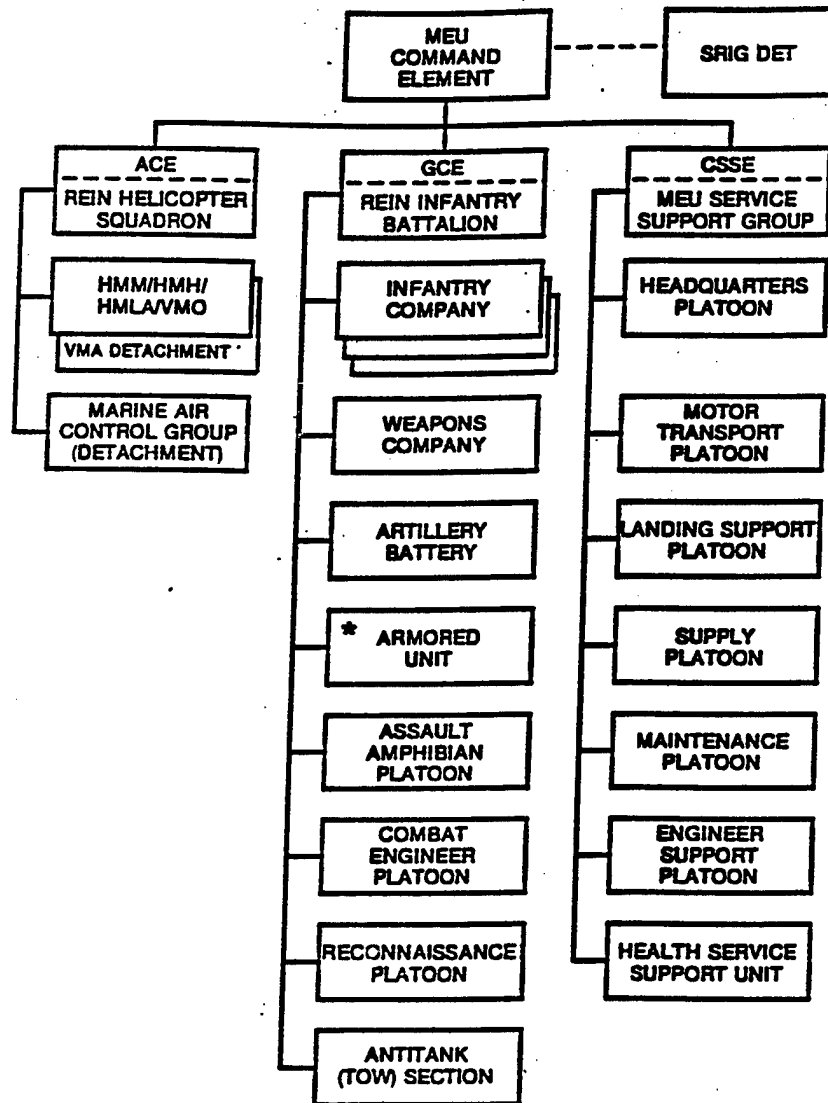 MEU
COMMAND
ELEMENT
SRIG DET
ACE
REIN HELICOPTER
SQUADRON
HMM/HMH/
HMLA/VMO
VMA DETACHMENT
MARINE AIR
CONTROL GROUP
(DETACHMENT)
GCE
REIN INFANTRY
BATTALION
INFANTRY
COMPANY
WEAPONS
COMPANY
ARTILLERY
BATTERY
* ARMORED
UNIT
ASSAULT
AMPHIBIAN
PLATOON
COMBAT
ENGINEER
PLATOON
RECONNAISSANCE
PLATOON
ANTITANK
(TOW) SECTION
CSSE
MEU SERVICE
SUPPORT GROUP
HEADQUARTERS
PLATOON
MOTOR
TRANSPORT
PLATOON
LANDING SUPPORT
PLATOON
SUPPLY
PLATOON
MAINTENANCE
PLATOON
ENGINEER
SUPPORT
PLATOON
HEALTH SERVICE
SUPPORT UNIT